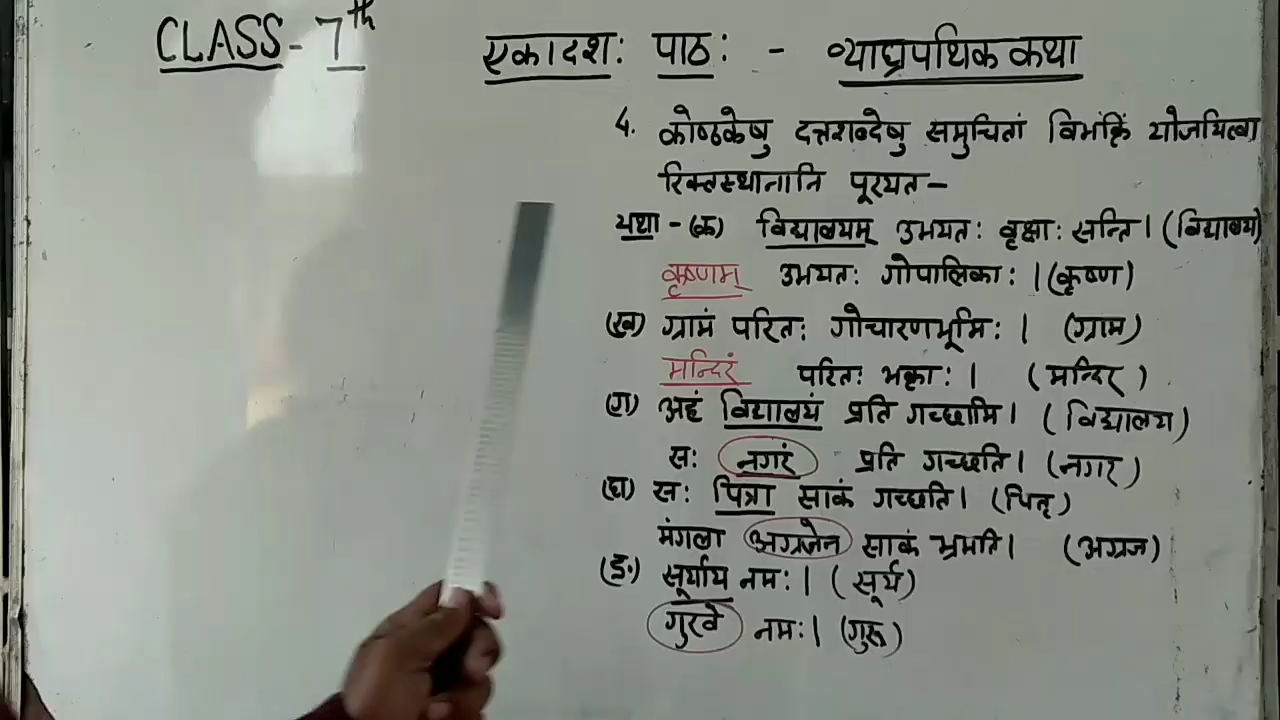 CLASS- 7th
एकादशः पाठः - व्याघ्रपथिककथा
4. कोष्ठकेषु दत्तशब्देषु समुचितां विभक्तिं योजयित्वा
रिक्तस्थानानि पूरयत-
यथा - (क) विद्यालयम् उभयतः वृक्षाः सन्ति। (विद्यालय)
कृष्णम् उभयतः गोपालिकाः। (कृष्ण)
(ख) ग्रामं परितः गोचारणभूमिः। (ग्राम)
मन्दिरं परितः भक्ताः। (मन्दिर)
(ग) अहं विद्यालयं प्रति गच्छामि। (विद्यालय)
सः नगरं प्रति गच्छति। (नगर)
(घ) सः पित्रा साकं गच्छति। (पितृ)
मंगला अग्रजेन साकं भ्रमति। (अग्रज)
(ङ) सूर्याय नमः। (सूर्य)
गुरवे नमः। (गुरू)